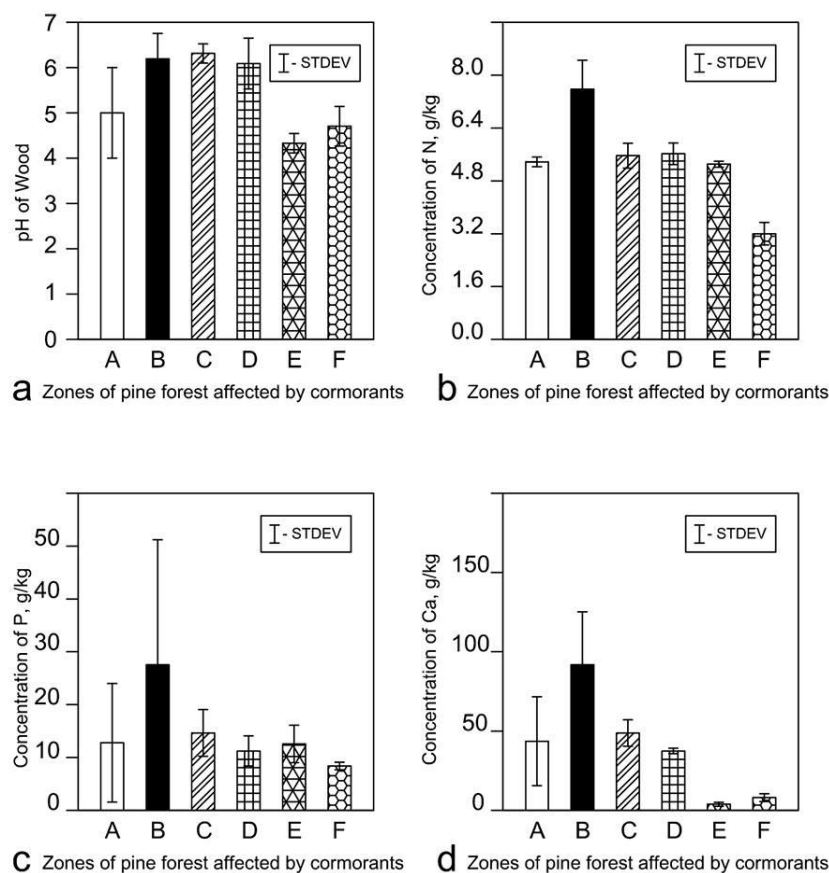 pH of Wood
7
6
5
4
3
2
1
0
I - STDEV
A B C D E F
a Zones of pine forest affected by cormorants
Concentration of N, g/kg
8.0
6.4
4.8
3.2
1.6
0.0
I - STDEV
A B C D E F
b Zones of pine forest affected by cormorants
Concentration of P, g/kg
50
40
30
20
10
0
I - STDEV
A B C D E F
c Zones of pine forest affected by cormorants
Concentration of Ca, g/kg
150
100
50
0
I - STDEV
A B C D E F
d Zones of pine forest affected by cormorants